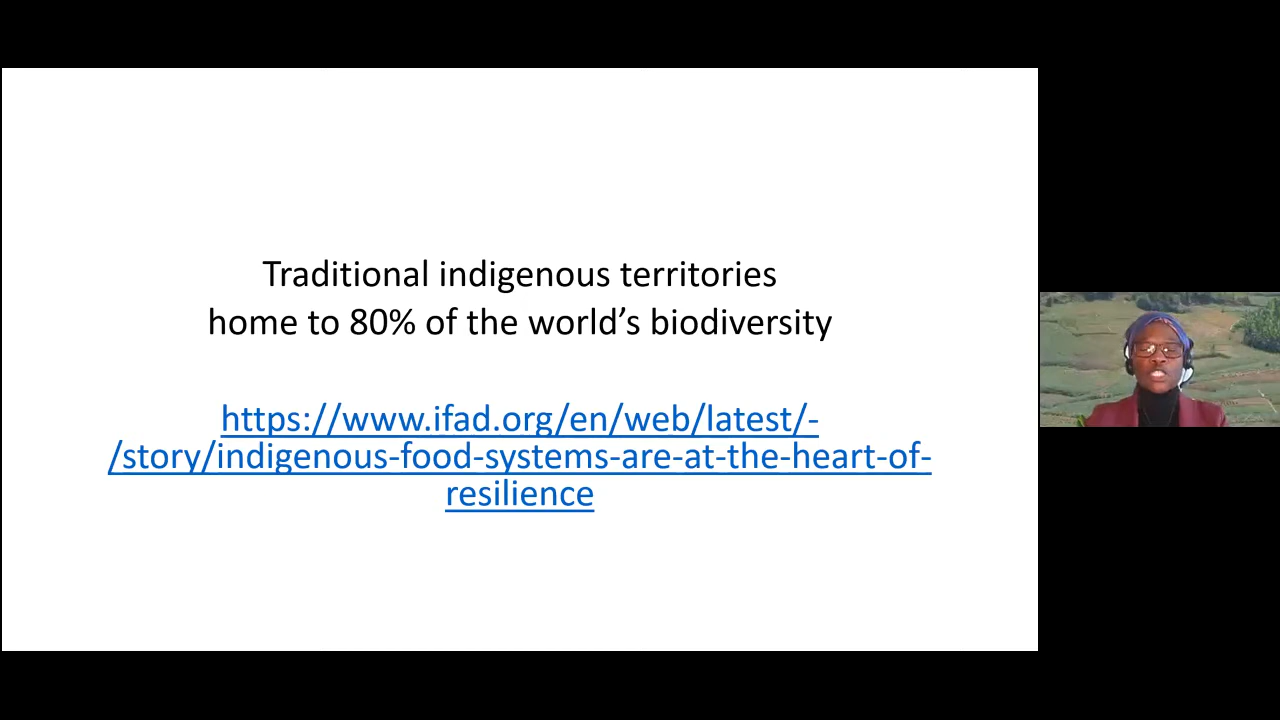 Traditional indigenous territories
home to 80% of the world’s biodiversity
https://www.ifad.org/en/web/latest/-
/story/indigenous-food-systems-are-at-the-heart-of-
resilience